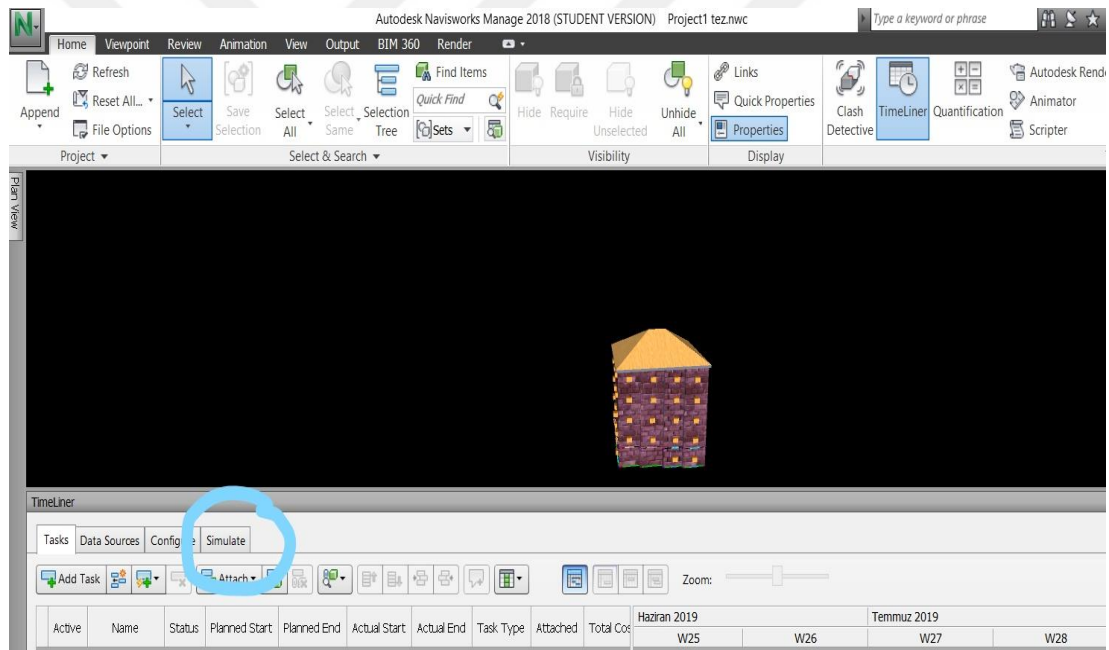 Autodesk Navisworks Manage 2018 (STUDENT VERSION) Project1 tez.nwc
Type a keyword or phrase
Home Viewpoint Review Animation View Output BIM 360 Render
Append
Refresh
Reset All...
File Options
Project
Select
Save Selection
Select All
Select Same
Selection Tree
Find Items
Quick Find
Sets
Select & Search
Hide
Require
Hide Unselected
Unhide All
Visibility
Links
Quick Properties
Properties
Display
Clash Detective
TimeLiner
Quantification
Autodesk Rend
Animator
Scripter
Plan View
TimeLiner
Tasks Data Sources Configure Simulate
Add Task Attach Zoom:
Active Name Status Planned Start Planned End Actual Start Actual End Task Type Attached Total Cos
Haziran 2019 Temmuz 2019
W25 W26 W27 W28